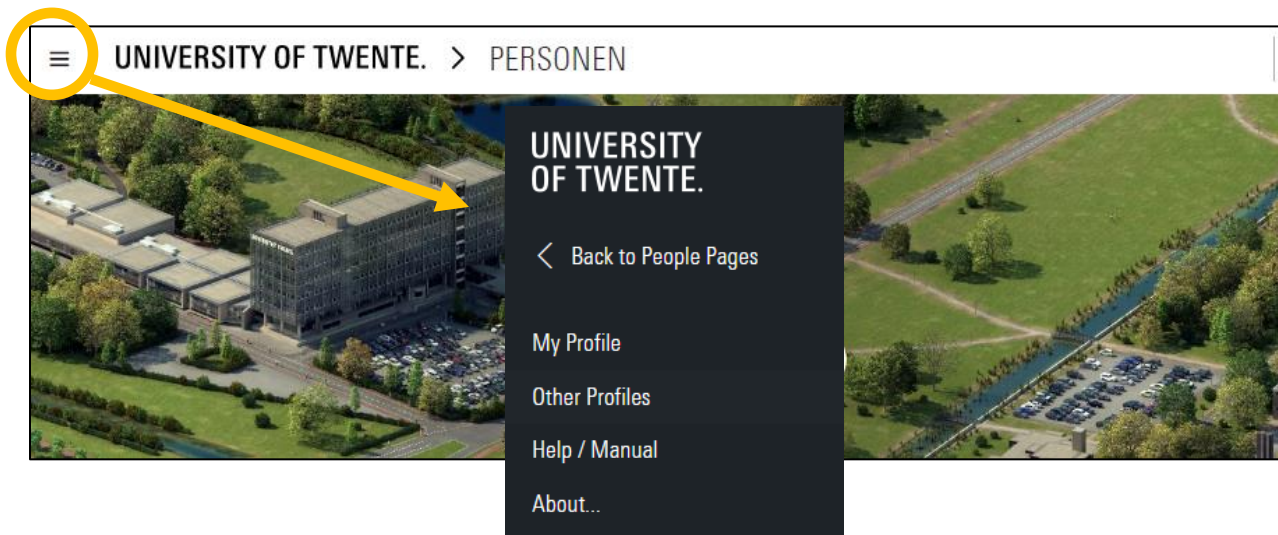 UNIVERSITY OF TWENTE. > PERSONEN
UNIVERSITY
OF TWENTE.
Back to People Pages
My Profile
Other Profiles
Help / Manual
About...